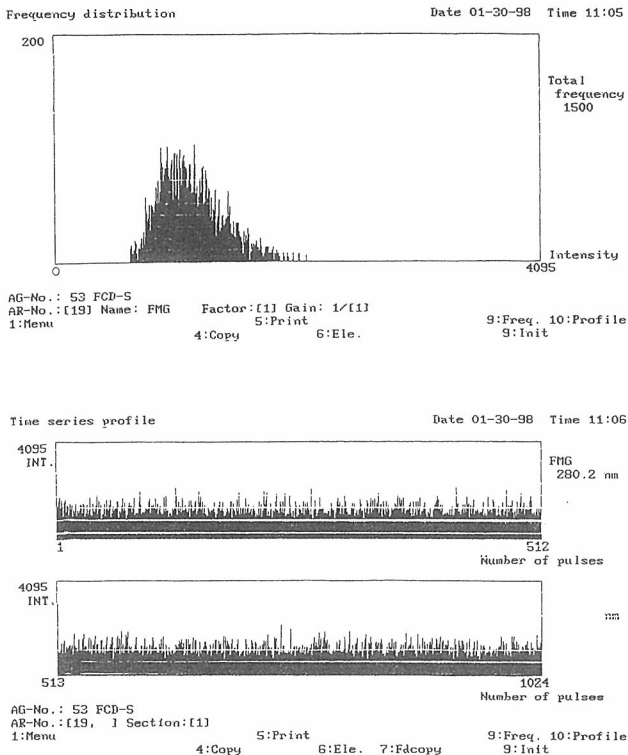 Frequency distribution Date 01-30-98 Time 11:05
200
Total
frequency
1500
Intensity
0 4095
AG-No.: 53 FCD-S
AR-No.:[19] Name: FMG Factor:[1] Gain: 1/[1]
1:Menu 5:Print 9:Freq. 10:Profile
4:Copy 6:Ele. 9:Init
Time series profile Date 01-30-98 Time 11:06
4095
INT.
FMG
280.2 nm
1 512
Number of pulses
4095
INT.
nm
513 1024
Number of pulses
AG-No.: 53 FCD-S
AR-No.:[19, ] Section:[1]
1:Menu 5:Print 9:Freq. 10:Profile
4:Copy 6:Ele. 7:Fdcopy 9:Init